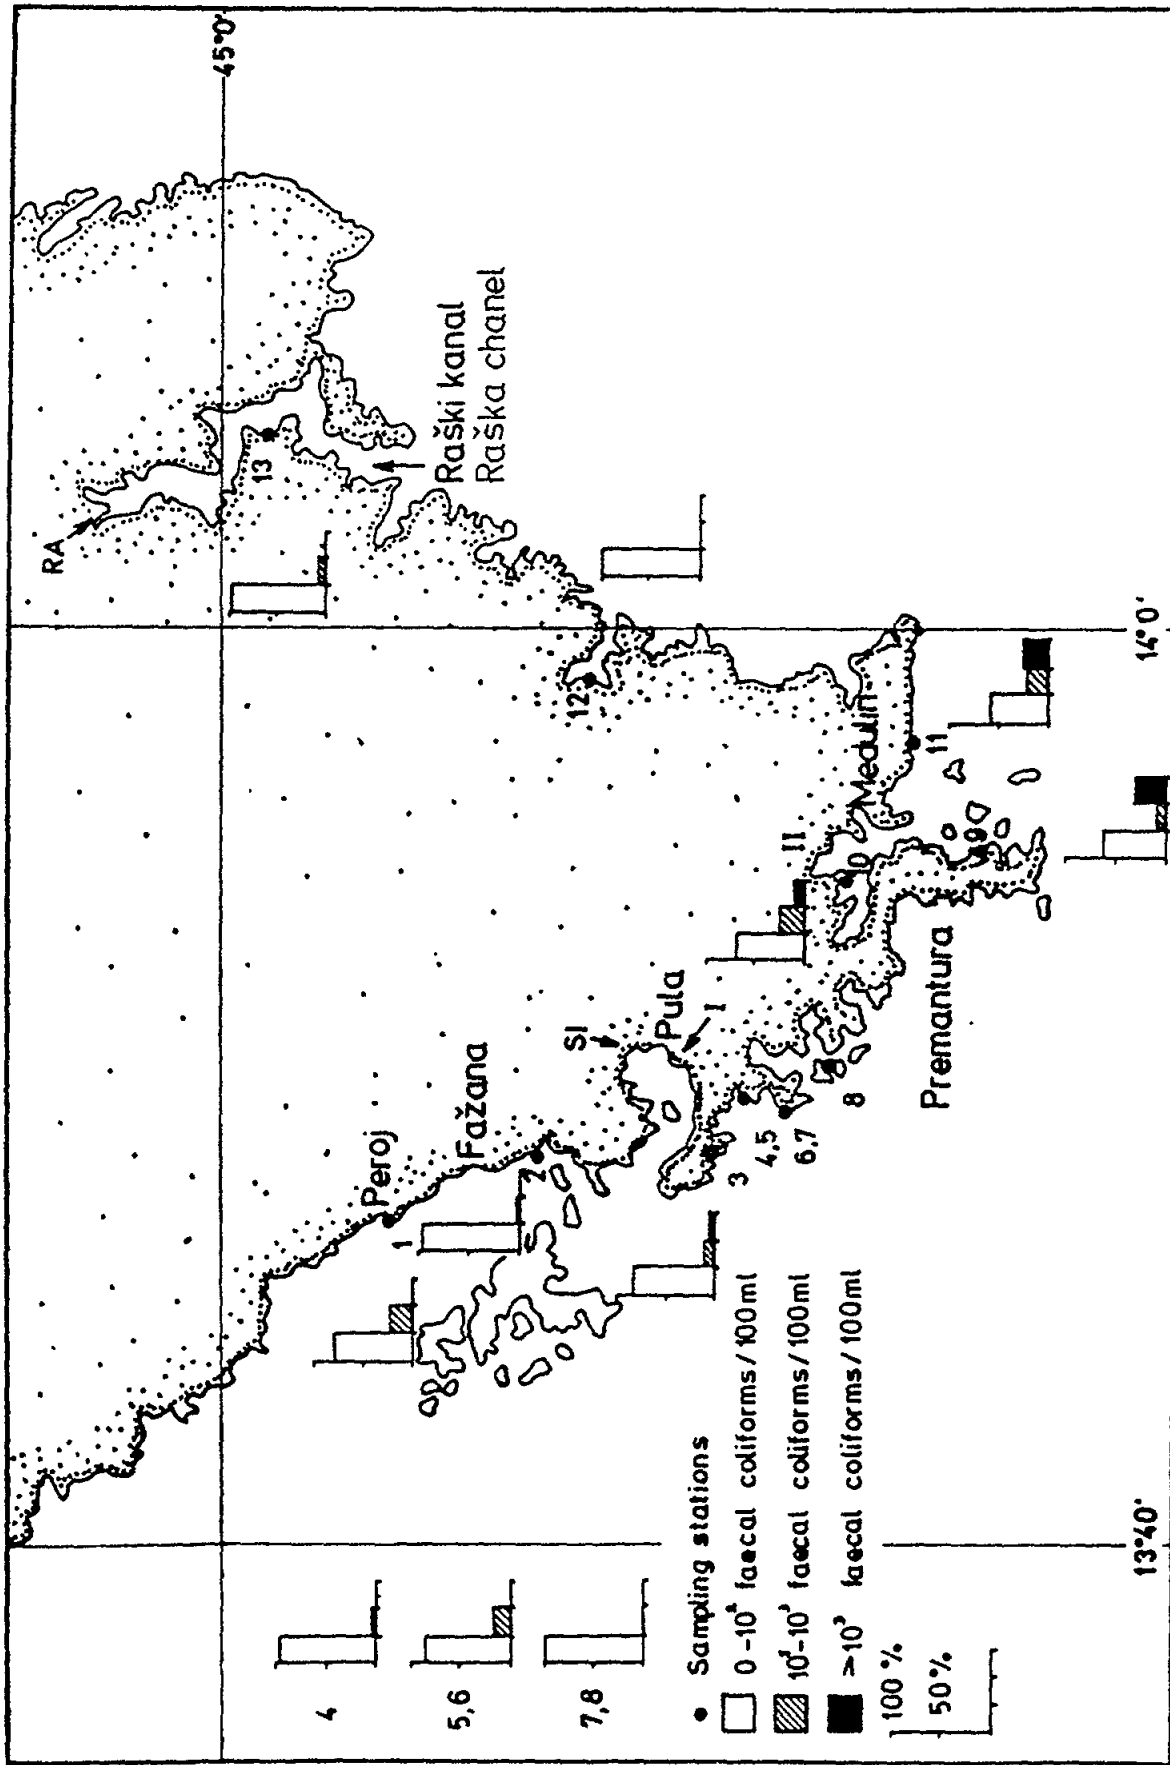 45°0'
RA
13
Raški kanal
Raška chanel
12
14°0'
Peroj
Fažana
1
2
SI
Pula
I
II
10
Medulin
11
9
3
4,5
6,7
8
Premantura
4
5,6
7,8
Sampling stations
0-10² faecal coliforms/100ml
10²-10³ faecal coliforms/100ml
>10³ faecal coliforms/100ml
100%
50%
13°40'